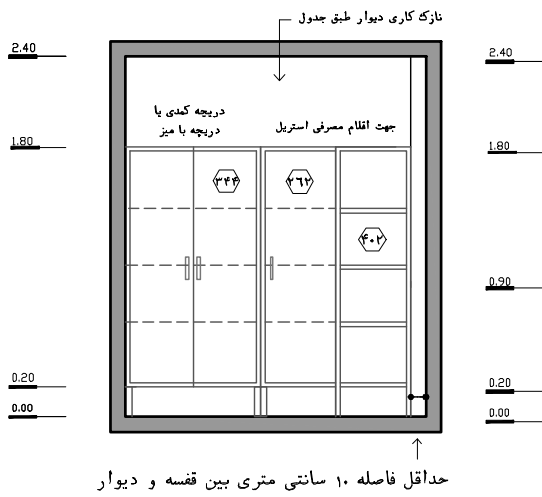 نازک کاری دیوار طبق جدول
2.40
2.40
دریچه کمدی یا
دریچه با میز
جهت اقلام مصرفی استریل
1.80
1.80
۳۴۴
۲۶۲
۴۰۲
0.90
0.20
0.20
0.00
0.00
حداقل فاصله ۱۰ سانتی متری بین قفسه و دیوار